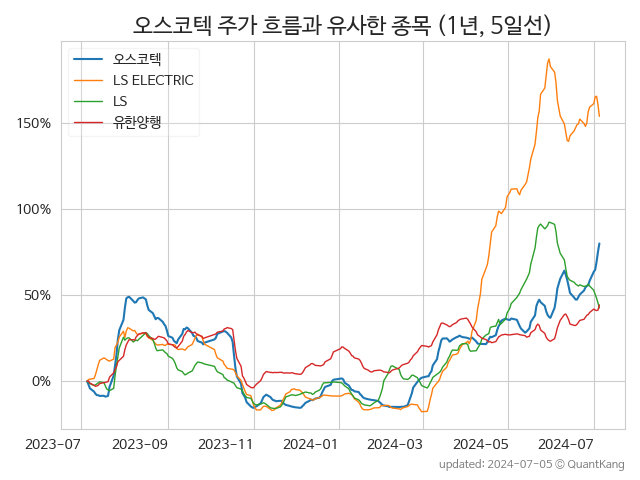 오스코텍 주가 흐름과 유사한 종목 (1년, 5일선)
오스코텍
LS ELECTRIC
LS
유한양행
150%
100%
50%
0%
2023-07 2023-09 2023-11 2024-01 2024-03 2024-05 2024-07
updated: 2024-07-05 © QuantKang